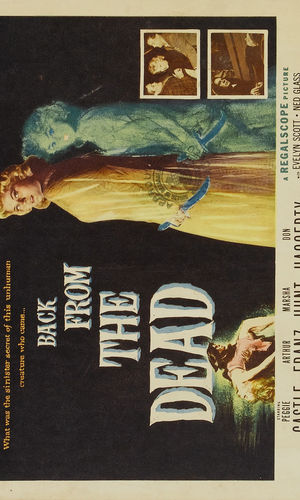 What was the sinister secret of this unhuman
creature who came...
BACK
FROM
THE
DEAD
STARRING
PEGGIE ARTHUR MARSHA DON
CASTLE FRANZ HUNT HAGGERTY
A REGALSCOPE PICTURE
EVELYN SCOTT · NED GLASS